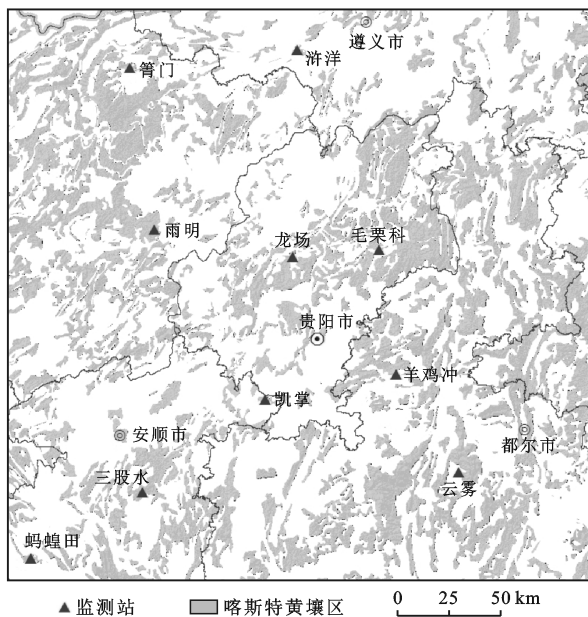 遵义市
浒洋
箐门
雨明
龙场
毛栗科
贵阳市
羊鸡冲
凯掌
安顺市
都尔市
三股水
云雾
蚂蝗田
▲监测站 喀斯特黄壤区 0 25 50 km